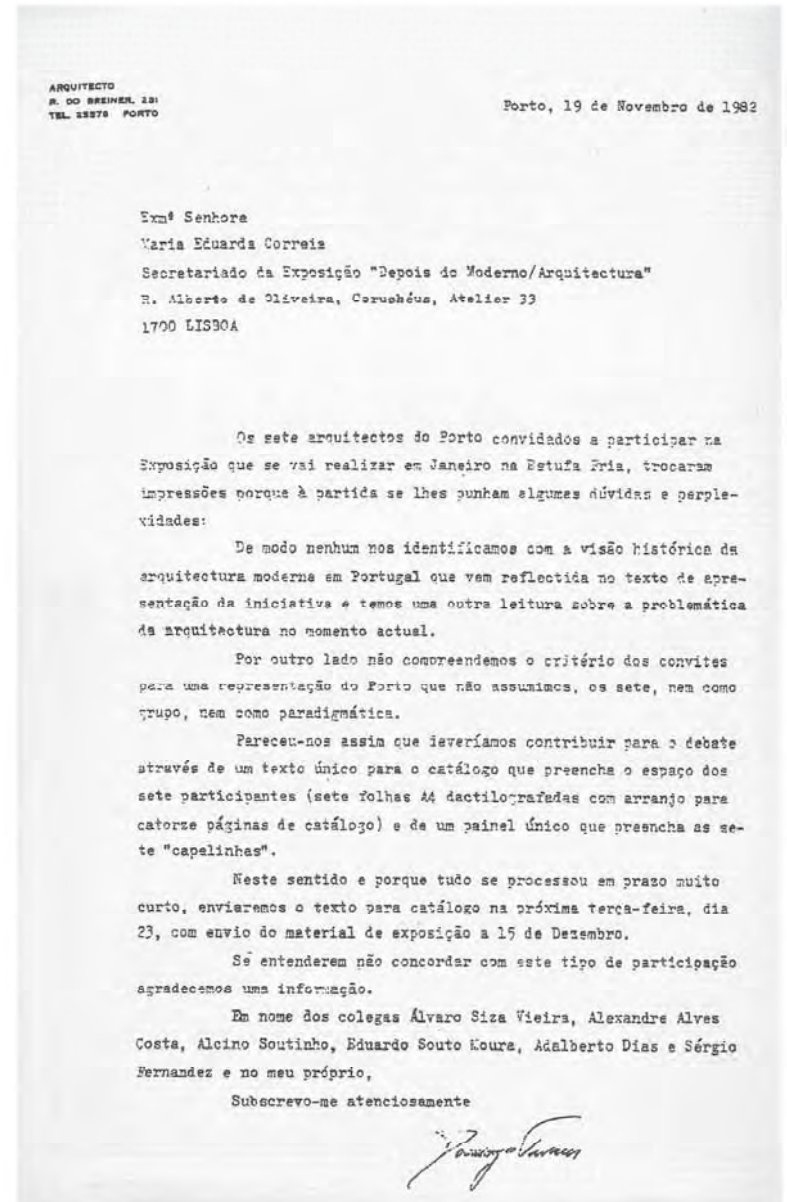 ARQUITECTO
R. DO BREINER, 231
TEL. 25376 PORTO
Porto, 19 de Novembro de 1982
Exmª Senhora
Maria Eduarda Correia
Secretariado da Exposição "Depois do Moderno/Arquitectura"
R. Alberto de Oliveira, Coruchéus, Atelier 33
1700 LISBOA
Os sete arquitectos do Porto convidados a participar na
Exposição que se vai realizar em Janeiro na Estufa Fria, trocaram
impressões porque à partida se lhes punham algumas dúvidas e perple-
xidades:
De modo nenhum nos identificamos com a visão histórica da
arquitectura moderna em Portugal que vem reflectida no texto de apre-
sentação da iniciativa e temos uma outra leitura sobre a problemática
da arquitectura no momento actual.
Por outro lado não compreendemos o critério dos convites
para uma representação do Porto que não assumimos, os sete, nem como
grupo, nem como paradigmática.
Pareceu-nos assim que deveríamos contribuir para o debate
através de um texto único para o catálogo que preencha o espaço dos
sete participantes (sete folhas A4 dactilografadas com arranjo para
catorze páginas de catálogo) e de um painel único que preencha as se-
te "capelinhas".
Neste sentido e porque tudo se processou em prazo muito
curto, enviaremos o texto para catálogo na próxima terça-feira, dia
23, com envio do material de exposição a 15 de Dezembro.
Se entenderem não concordar com este tipo de participação
agradecemos uma informação.
Em nome dos colegas Álvaro Siza Vieira, Alexandre Alves
Costa, Alcino Soutinho, Eduardo Souto Moura, Adalberto Dias e Sérgio
Fernandez e no meu próprio,
Subscrevo-me atenciosamente